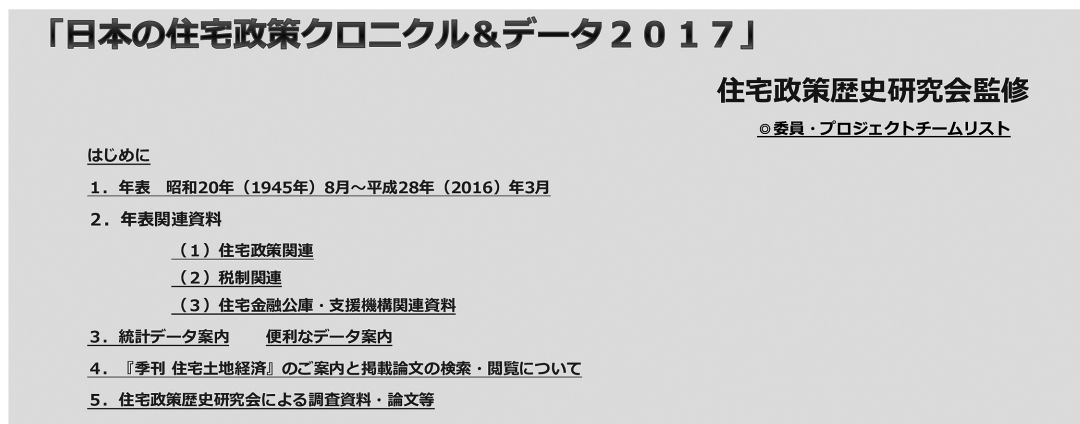 「日本の住宅政策クロニクル＆データ２０１７」
住宅政策歴史研究会監修
◎委員・プロジェクトチームリスト
はじめに
１．年表　昭和20年（1945年）8月～平成28年（2016）年3月
２．年表関連資料
（１）住宅政策関連
（２）税制関連
（３）住宅金融公庫・支援機構関連資料
３．統計データ案内　　便利なデータ案内
４．『季刊 住宅土地経済』のご案内と掲載論文の検索・閲覧について
５．住宅政策歴史研究会による調査資料・論文等